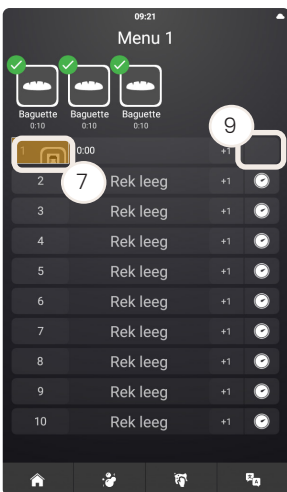 09:21
Menu 1
Baguette Baguette Baguette
0:10 0:10 0:10
9
1 0:00 +1
7
2 Rek leeg +1
3 Rek leeg +1
4 Rek leeg +1
5 Rek leeg +1
6 Rek leeg +1
7 Rek leeg +1
8 Rek leeg +1
9 Rek leeg +1
10 Rek leeg +1